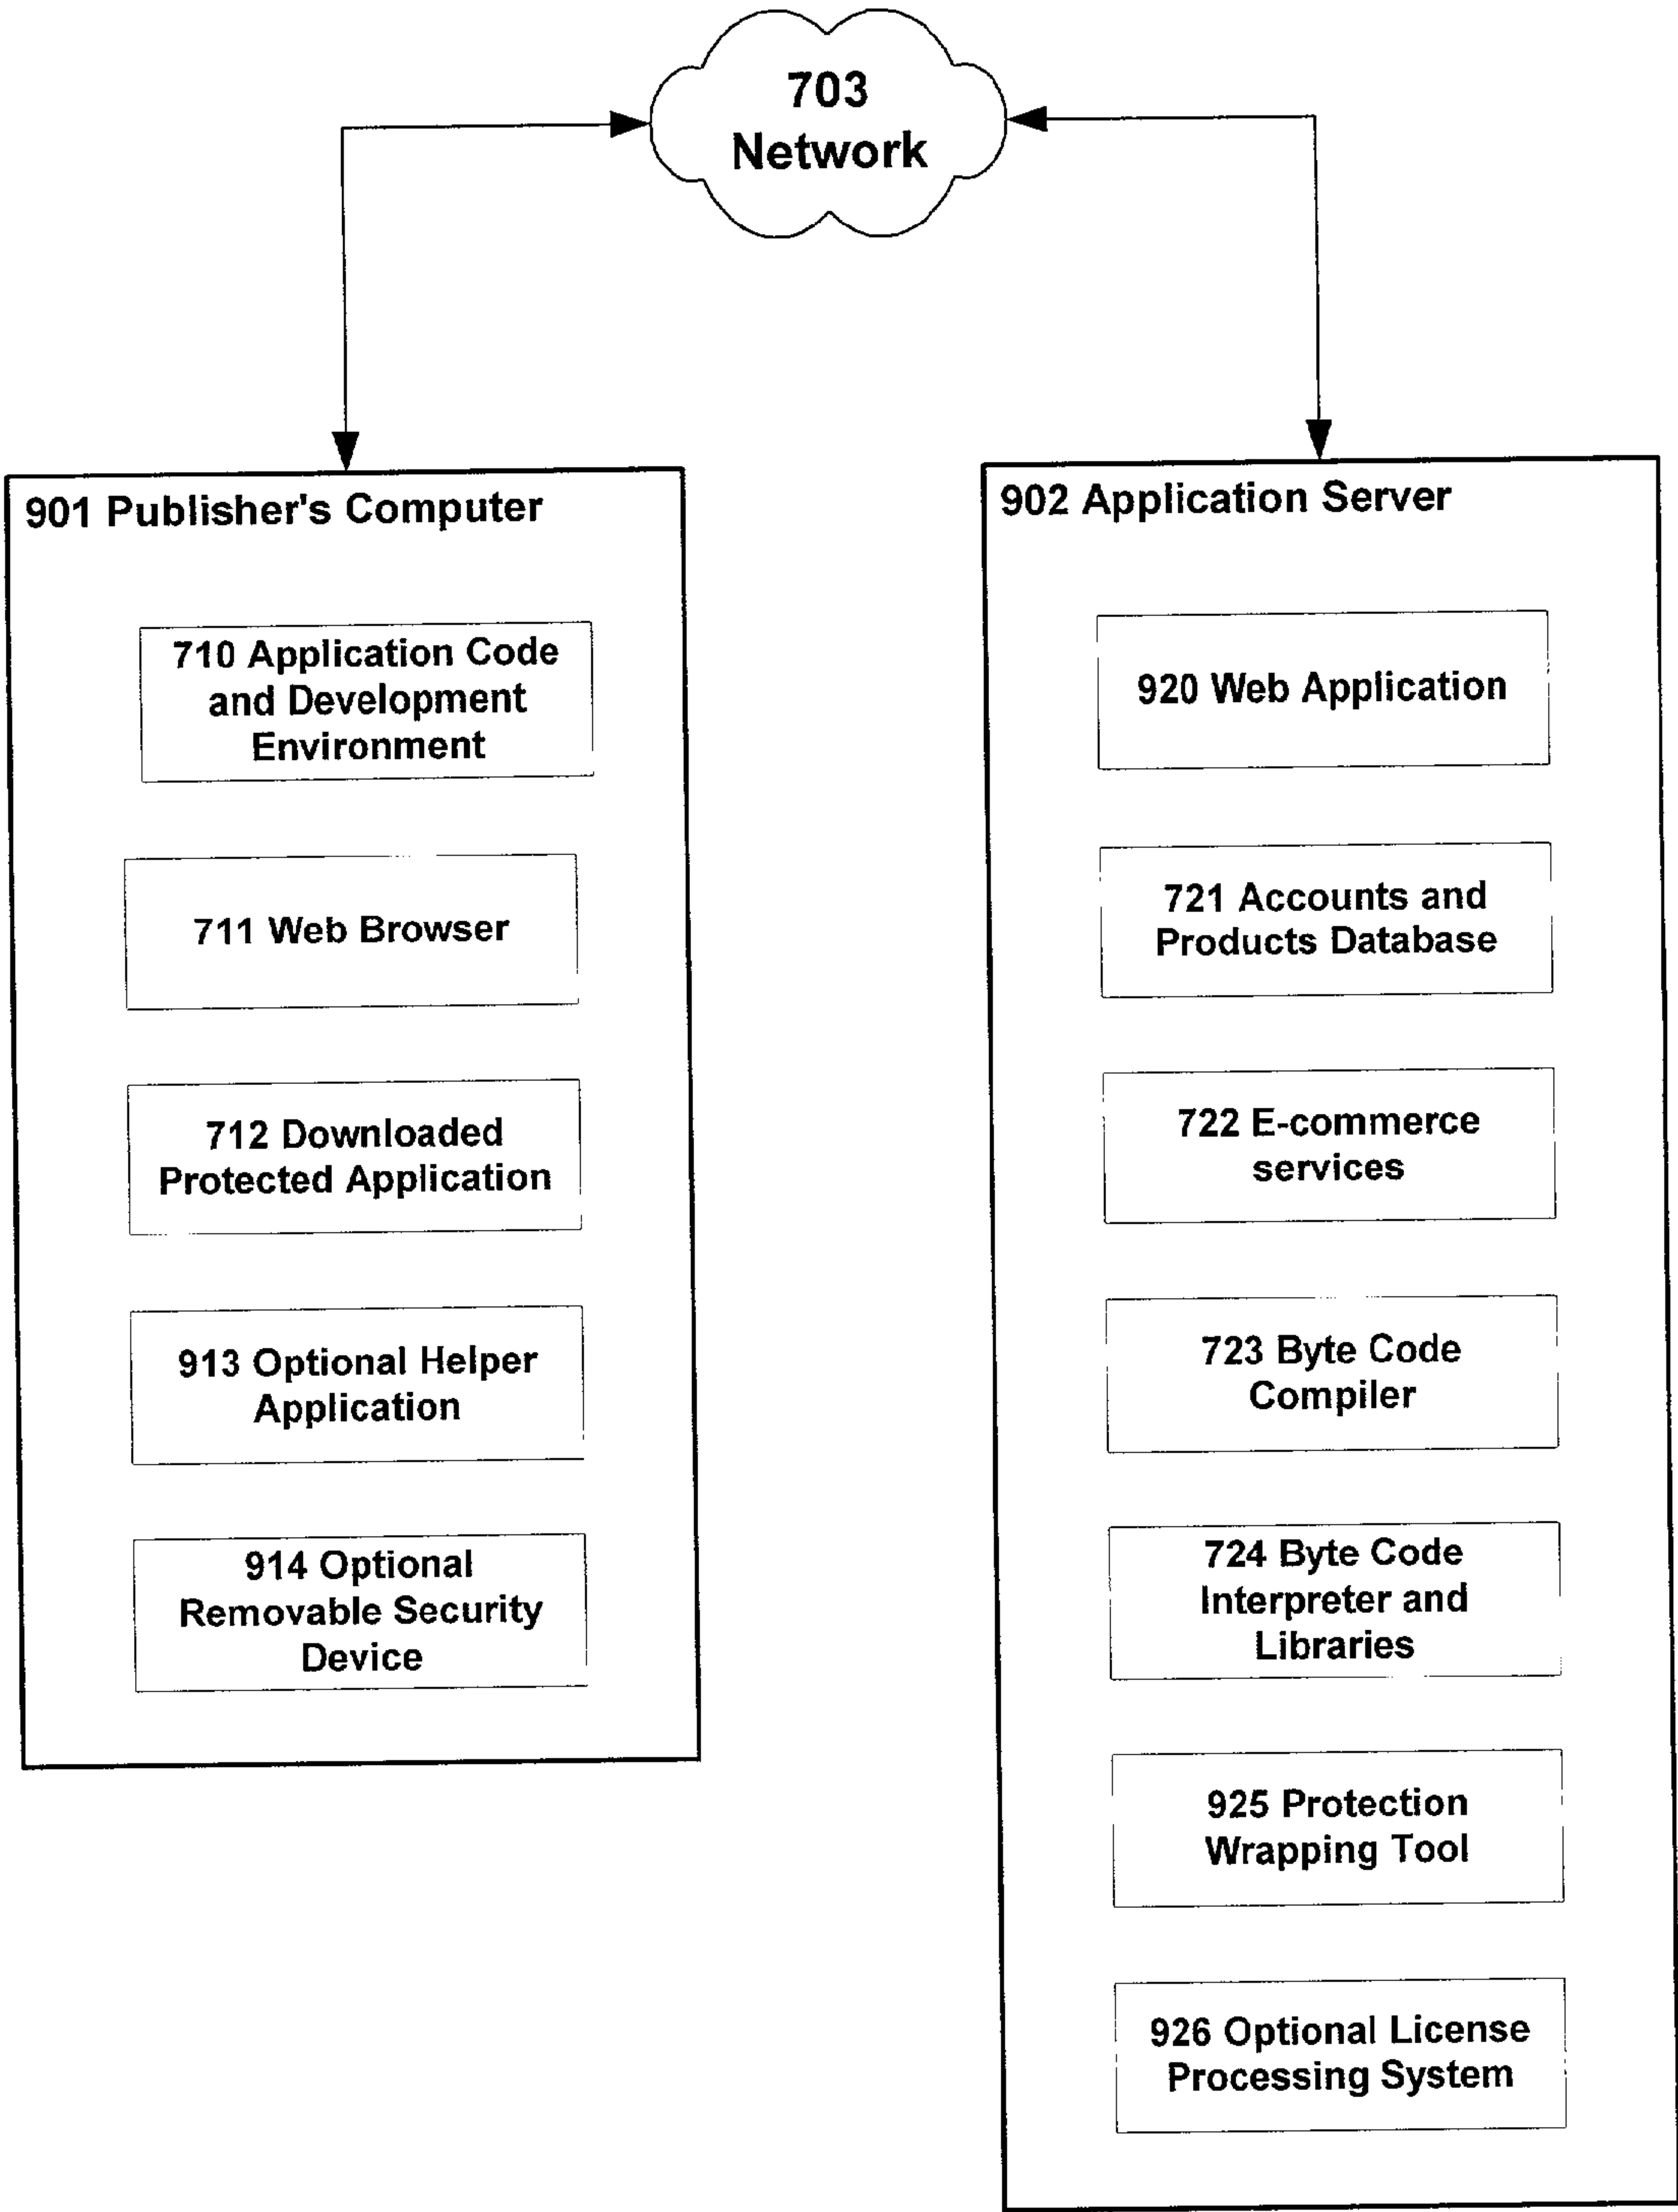 703
Network
901 Publisher's Computer
710 Application Code
and Development
Environment
711 Web Browser
712 Downloaded
Protected Application
913 Optional Helper
Application
914 Optional
Removable Security
Device
902 Application Server
920 Web Application
721 Accounts and
Products Database
722 E-commerce
services
723 Byte Code
Compiler
724 Byte Code
Interpreter and
Libraries
925 Protection
Wrapping Tool
926 Optional License
Processing System